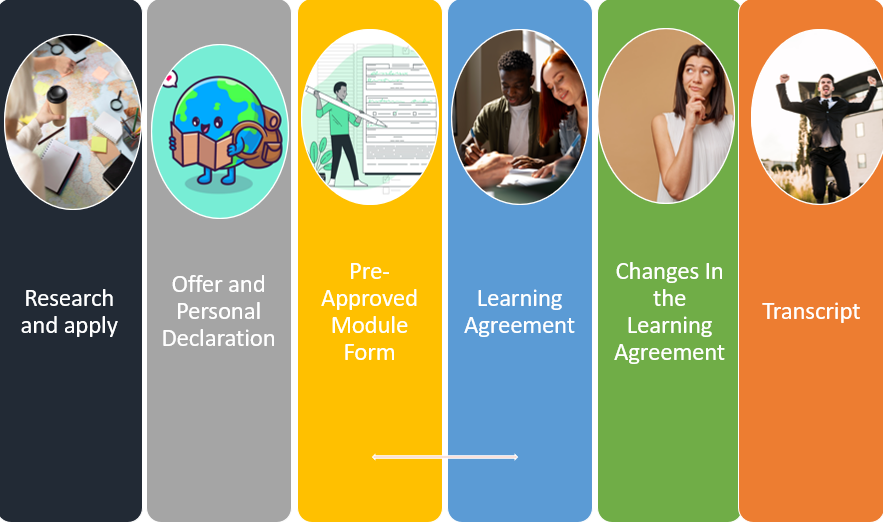 Research
and apply
Offer and
Personal
Declaration
Pre-
Approved
Module
Form
Learning
Agreement
Changes In
the
Learning
Agreement
Transcript